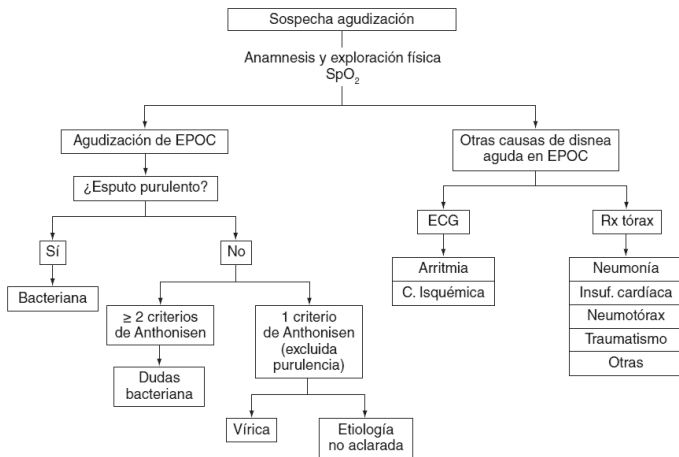 Sospecha agudización
Anamnesis y exploración física
SpO2
Agudización de EPOC
Otras causas de disnea
aguda en EPOC
¿Esputo purulento?
ECG
Rx tórax
Sí
No
Arritmia
C. Isquémica
Neumonía
Insuf. cardíaca
Neumotórax
Traumatismo
Otras
Bacteriana
≥ 2 criterios
de Anthonisen
1 criterio
de Anthonisen
(excluida
purulencia)
Dudas
bacteriana
Vírica
Etiología
no aclarada